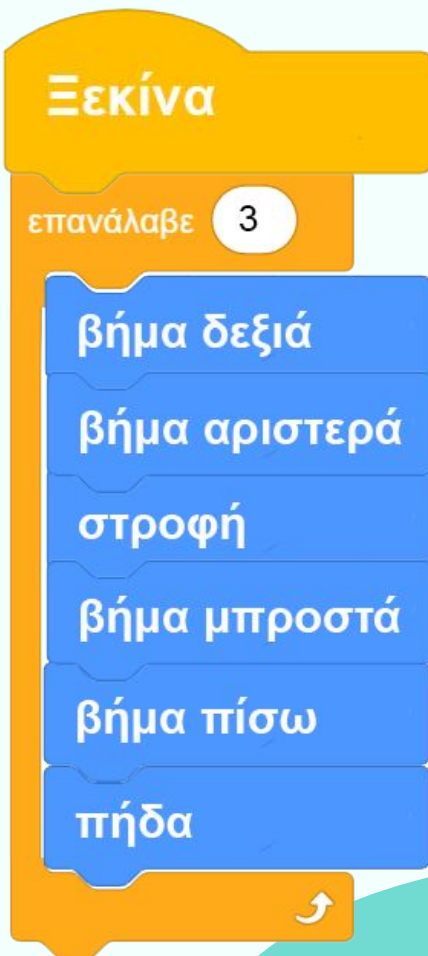 Ξεκίνα
επανάλαβε 3
βήμα δεξιά
βήμα αριστερά
στροφή
βήμα μπροστά
βήμα πίσω
πήδα